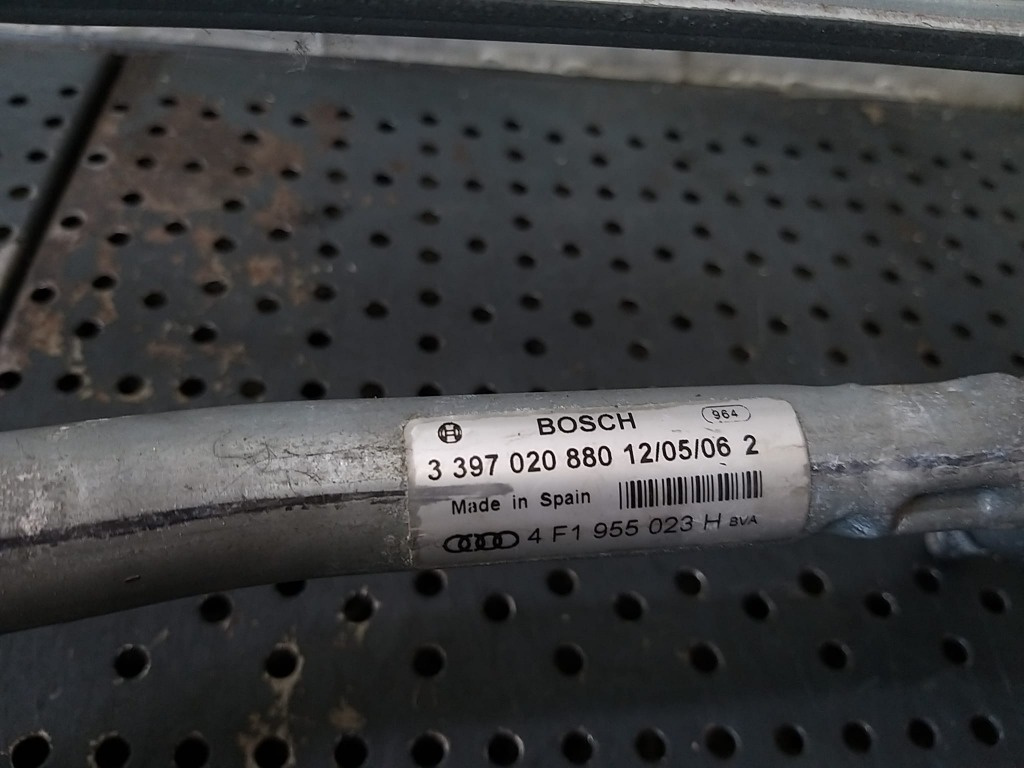 BOSCH 964
3 397 020 880 12/05/06 2
Made in Spain
4 F1 955 023 H BVA